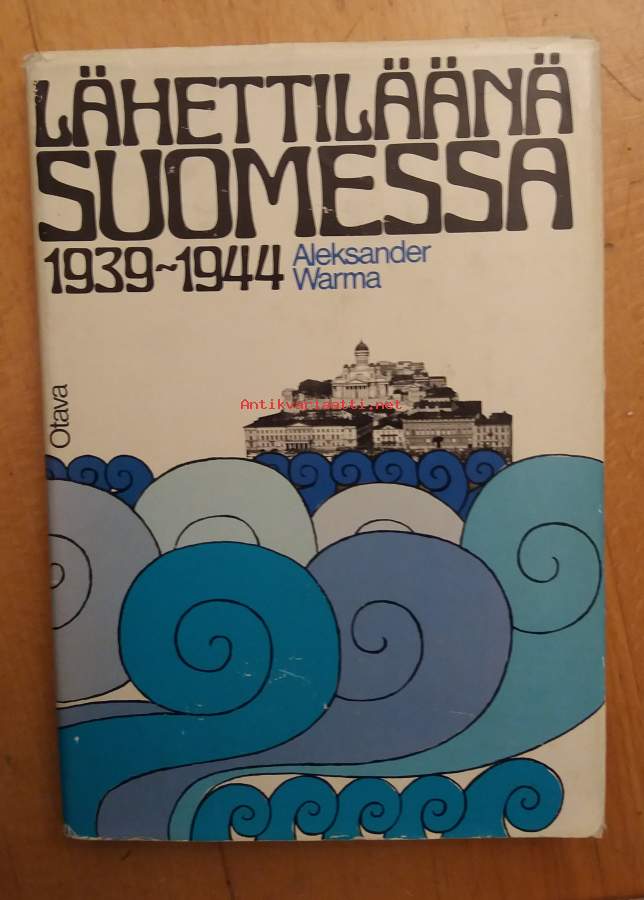 LÄHETTILÄÄNÄ
SUOMESSA
1939~1944
Aleksander
Warma
Otava
Antikvariaatti.net